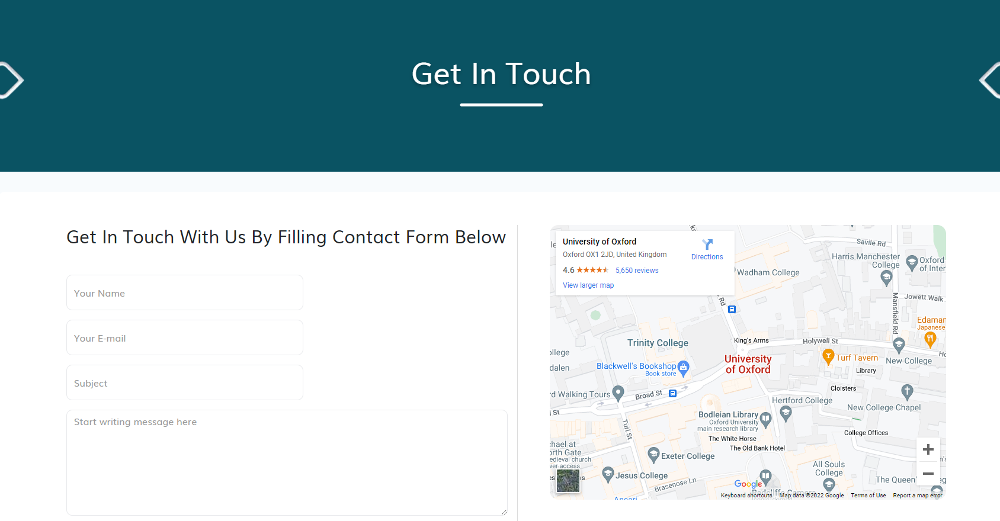 Get In Touch
Get In Touch With Us By Filling Contact Form Below
Your Name
Your E-mail
Subject
Start writing message here
University of Oxford
Oxford OX1 2JD, United Kingdom
4.6
5,650 reviews
View larger map
Directions
Savile Rd
Harris Manchester
College
Oxford
of Inter
Wadham College
Rd
Jowett Walk
Mansfield Rd
Edamam
Japanese
Trinity College
King's Arms
Holywell St
University
of Oxford
Turf Tavern
New College
Library
Blackwell's Bookshop
Book store
Cloisters
rd Walking Tours
Broad St
Hertford College
New College Chapel
l St
Bodleian Library
Oxford University
main research library
Turl St
The White Horse
The Old Bank Hotel
College Offices
chael at
orth Gate
edieval church
wer access
Exeter College
All Souls
College
Jesus College
Brasenose Ln
The Queen'
Google
Radcliffe Camera
Keyboard shortcuts
Map data ©2022 Google
Terms of Use
Report a map error